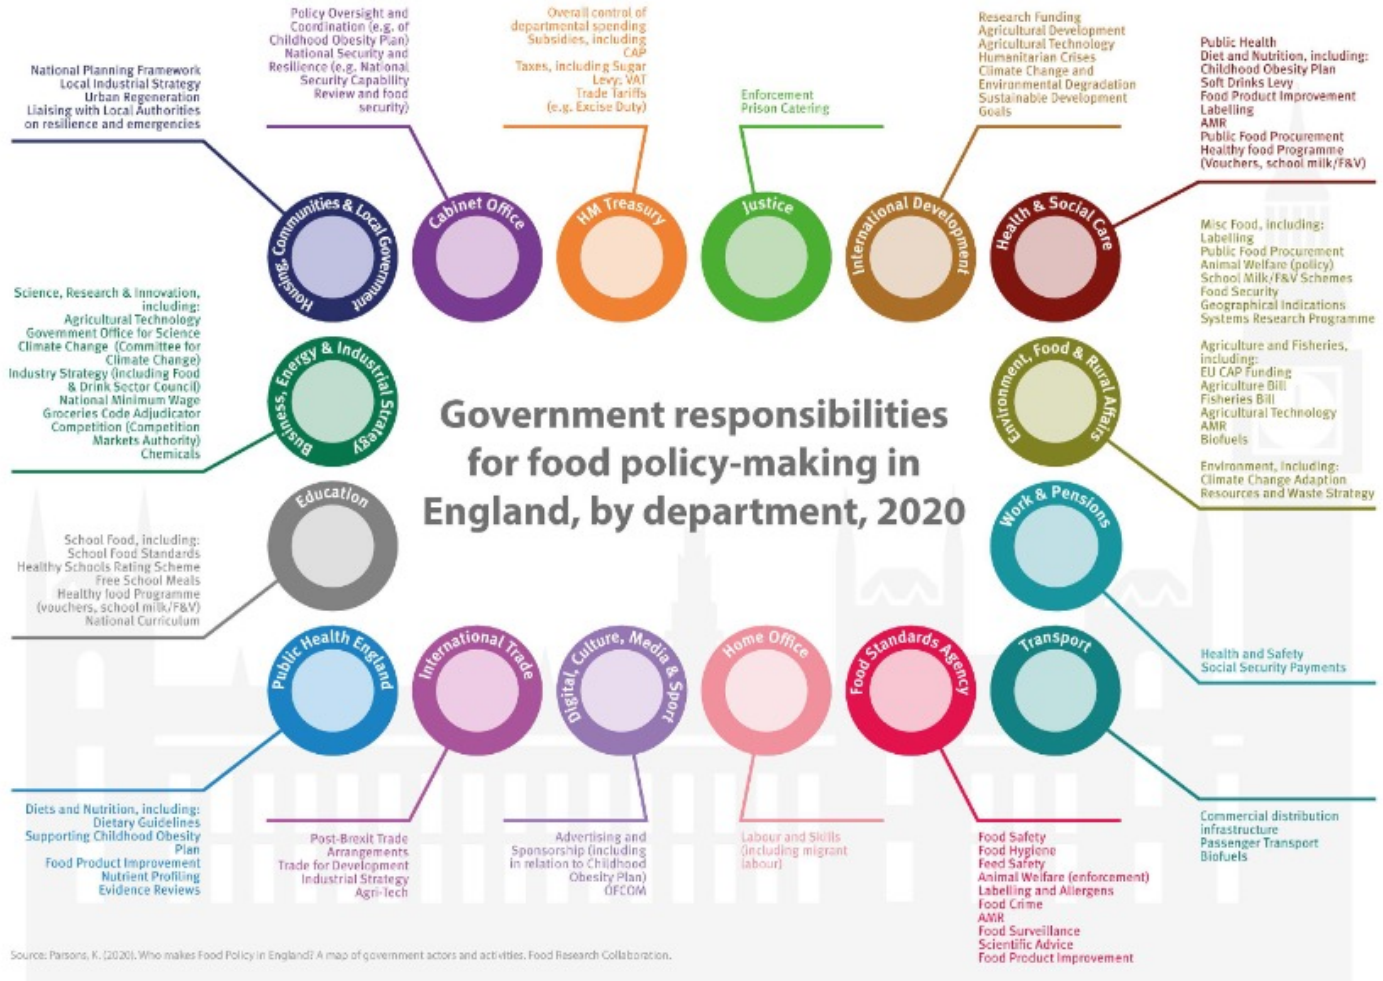 National Planning Framework
Local Industrial Strategy
Urban Regeneration
Liaising with Local Authorities
on resilience and emergencies
Housing, Communities & Local Government
Policy Oversight and
Coordination (e.g. of
Childhood Obesity Plan)
National Security and
Resilience (e.g. National
Security Capability
Review and food
security)
Cabinet Office
Overall control of
departmental spending
Subsidies, including
CAP
Taxes, including Sugar
Levy; VAT
Trade Tariffs
(e.g. Excise Duty)
HM Treasury
Enforcement
Prison Catering
Justice
Research Funding
Agricultural Development
Agricultural Technology
Humanitarian Crises
Climate Change and
Environmental Degradation
Sustainable Development
Goals
International Development
Public Health
Diet and Nutrition, including:
Childhood Obesity Plan
Soft Drinks Levy
Food Product Improvement
Labelling
AMR
Public Food Procurement
Healthy food Programme
(Vouchers, school milk/F&V)
Health & Social Care
Science, Research & Innovation,
including:
Agricultural Technology
Government Office for Science
Climate Change (Committee for
Climate Change)
Industry Strategy (including Food
& Drink Sector Council)
National Minimum Wage
Groceries Code Adjudicator
Competition (Competition
Markets Authority)
Chemicals
Business, Energy & Industrial Strategy
Government responsibilities
for food policy-making in
England, by department, 2020
Environment, Food & Rural Affairs
Misc Food, including:
Labelling
Public Food Procurement
Animal Welfare (policy)
School Milk/F&V Schemes
Food Security
Geographical Indications
Systems Research Programme
Agriculture and Fisheries,
including:
EU CAP Funding
Agriculture Bill
Fisheries Bill
Agricultural Technology
AMR
Biofuels
Environment, including:
Climate Change Adaption
Resources and Waste Strategy
Education
School Food, including:
School Food Standards
Healthy Schools Rating Scheme
Free School Meals
Healthy food Programme
(vouchers, school milk/F&V)
National Curriculum
Work & Pensions
Health and Safety
Social Security Payments
Public Health England
Diets and Nutrition, including:
Dietary Guidelines
Supporting Childhood Obesity
Plan
Food Product Improvement
Nutrient Profiling
Evidence Reviews
International Trade
Post-Brexit Trade
Arrangements
Trade for Development
Industrial Strategy
Agri-Tech
Digital, Culture, Media & Sport
Advertising and
Sponsorship (including
in relation to Childhood
Obesity Plan)
OFCOM
Home Office
Labour and Skills
(including migrant
labour)
Food Standards Agency
Food Safety
Food Hygiene
Feed Safety
Animal Welfare (enforcement)
Labelling and Allergens
Food Crime
AMR
Food Surveillance
Scientific Advice
Food Product Improvement
Transport
Commercial distribution
infrastructure
Passenger Transport
Biofuels
Source: Parsons, K. (2020). Who makes Food Policy in England? A map of government actors and activities. Food Research Collaboration.